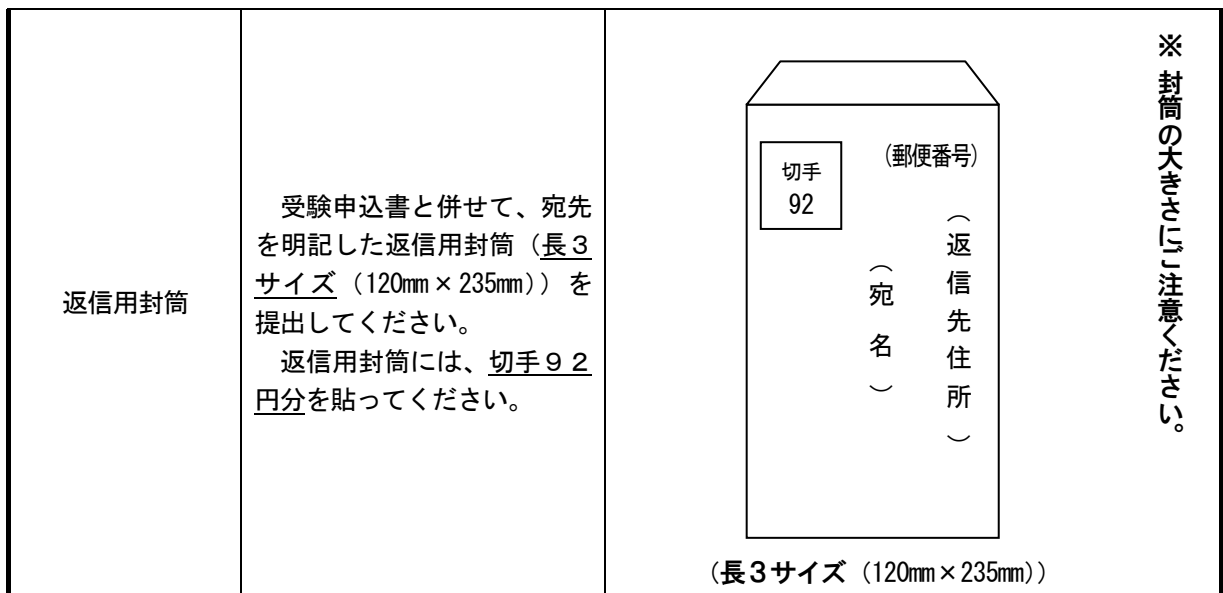 返信用封筒
　受験申込書と併せて、宛先
を明記した返信用封筒（長３
サイズ（120㎜×235㎜））を
提出してください。
　返信用封筒には、切手９２
円分を貼ってください。
切手
92
（郵便番号）
（返信先住所）
（宛名）
（長３サイズ（120㎜×235㎜））
※ 封筒の大きさにご注意ください。